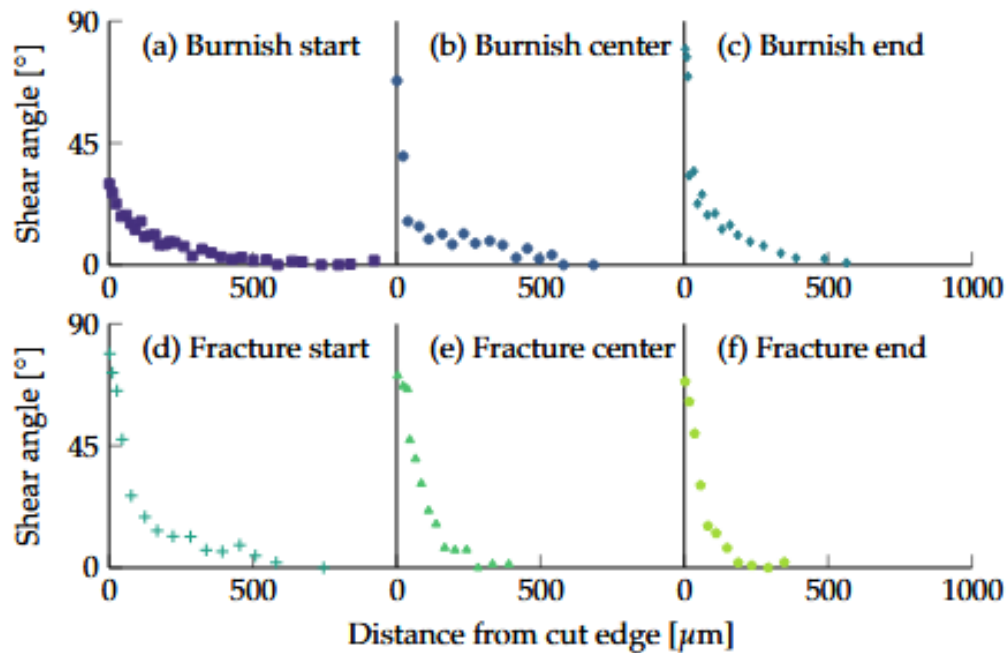 90
(a) Burnish start
(b) Burnish center
(c) Burnish end
Shear angle [°]
45
0
0
500
0
500
0
500
1000
90
(d) Fracture start
(e) Fracture center
(f) Fracture end
Shear angle [°]
45
0
0
500
0
500
0
500
1000
Distance from cut edge [μm]